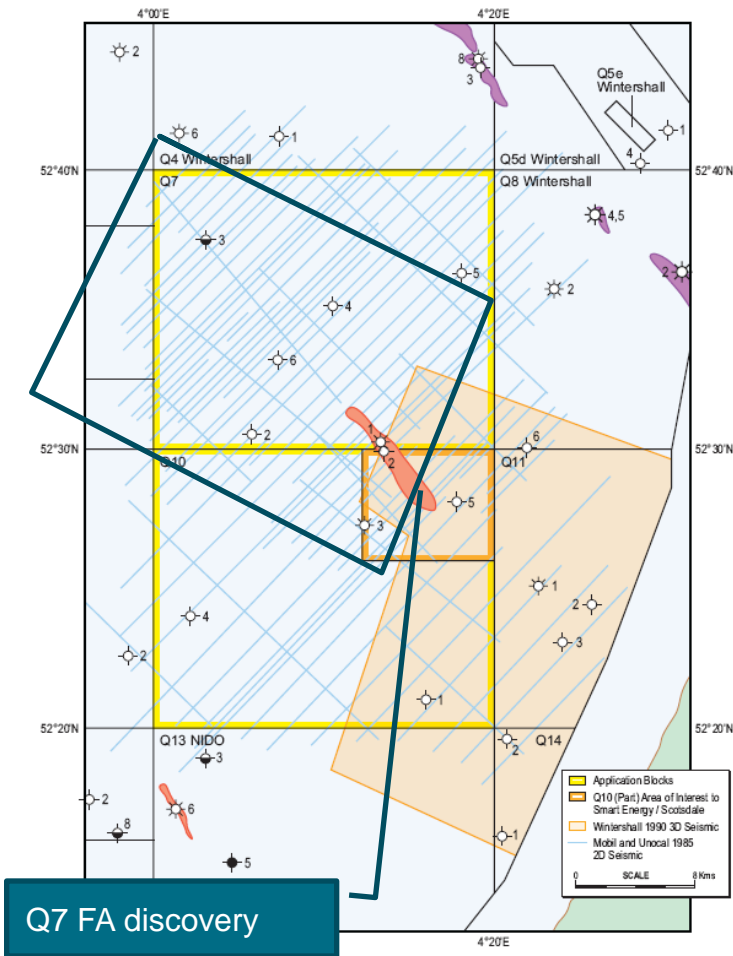 4°00'E
4°20'E
2
8
3
Q5e
Wintershall
6
1
1
4
Q4 Wintershall
Q5d Wintershall
52°40'N
52°40'N
Q7
Q8 Wintershall
4,5
3
5
2
2
4
6
1
2
6
52°30'N
52°30'N
Q10
2
Q11
5
3
1
2
4
3
2
1
52°20'N
52°20'N
Q13 NIDO
2
Q14
3
2
6
8
1
5
Application Blocks
Q10 (Part) Area of Interest to
Smart Energy / Scotsdale
Wintershall 1990 3D Seismic
Mobil and Unocal 1985
2D Seismic
0 SCALE 8 Kms
Q7 FA discovery
4°20'E